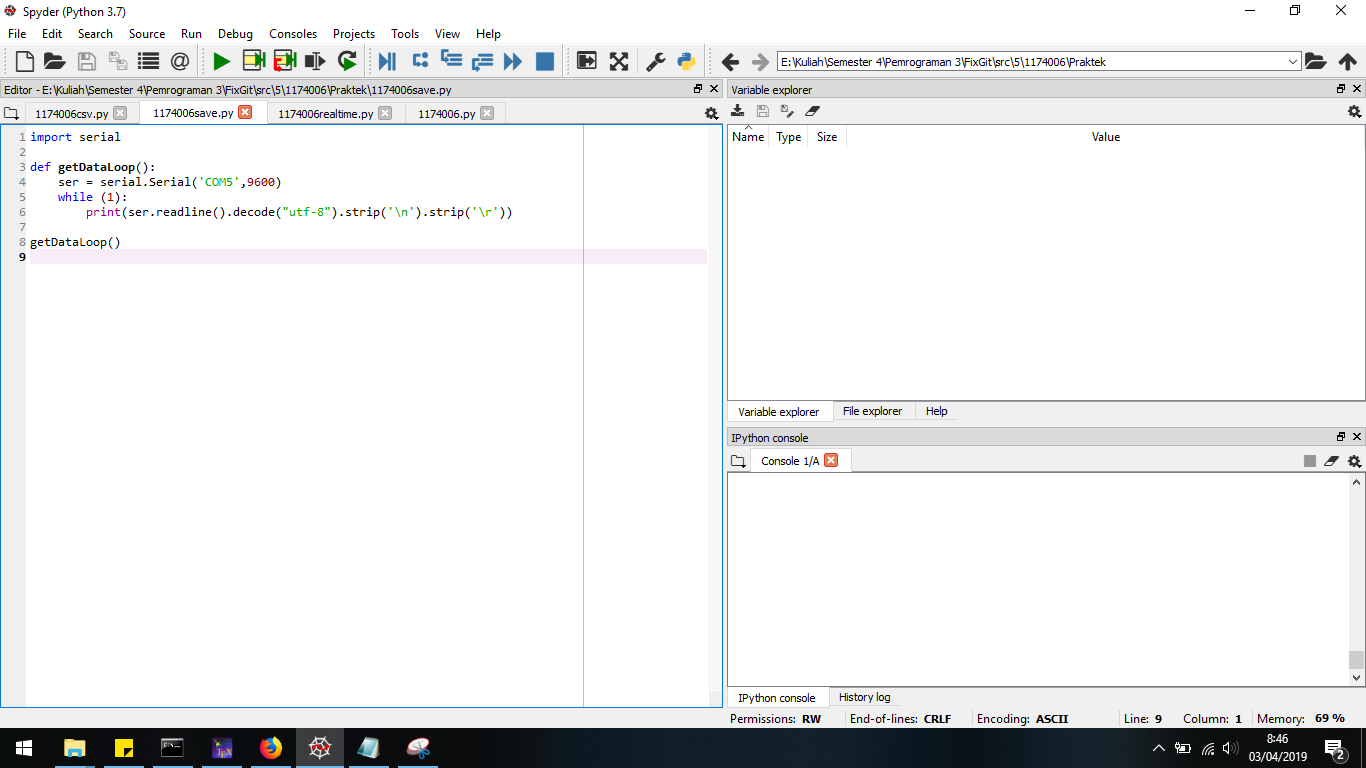 Spyder (Python 3.7)
File Edit Search Source Run Debug Consoles Projects Tools View Help
E:\Kuliah\Semester 4\Pemrograman 3\FixGit\src\5\1174006\Praktek
Editor - E:\Kuliah\Semester 4\Pemrograman 3\FixGit\src\5\1174006\Praktek\1174006save.py
1174006csv.py 1174006save.py 1174006realtime.py 1174006.py
1 import serial
2
3 def getDataLoop():
4     ser = serial.Serial('COM5',9600)
5     while (1):
6         print(ser.readline().decode("utf-8").strip('\n').strip('\r'))
7
8 getDataLoop()
9
Variable explorer
Name Type Size Value
Variable explorer File explorer Help
IPython console
Console 1/A
IPython console History log
Permissions: RW End-of-lines: CRLF Encoding: ASCII Line: 9 Column: 1 Memory: 69 %
8:46
03/04/2019
2